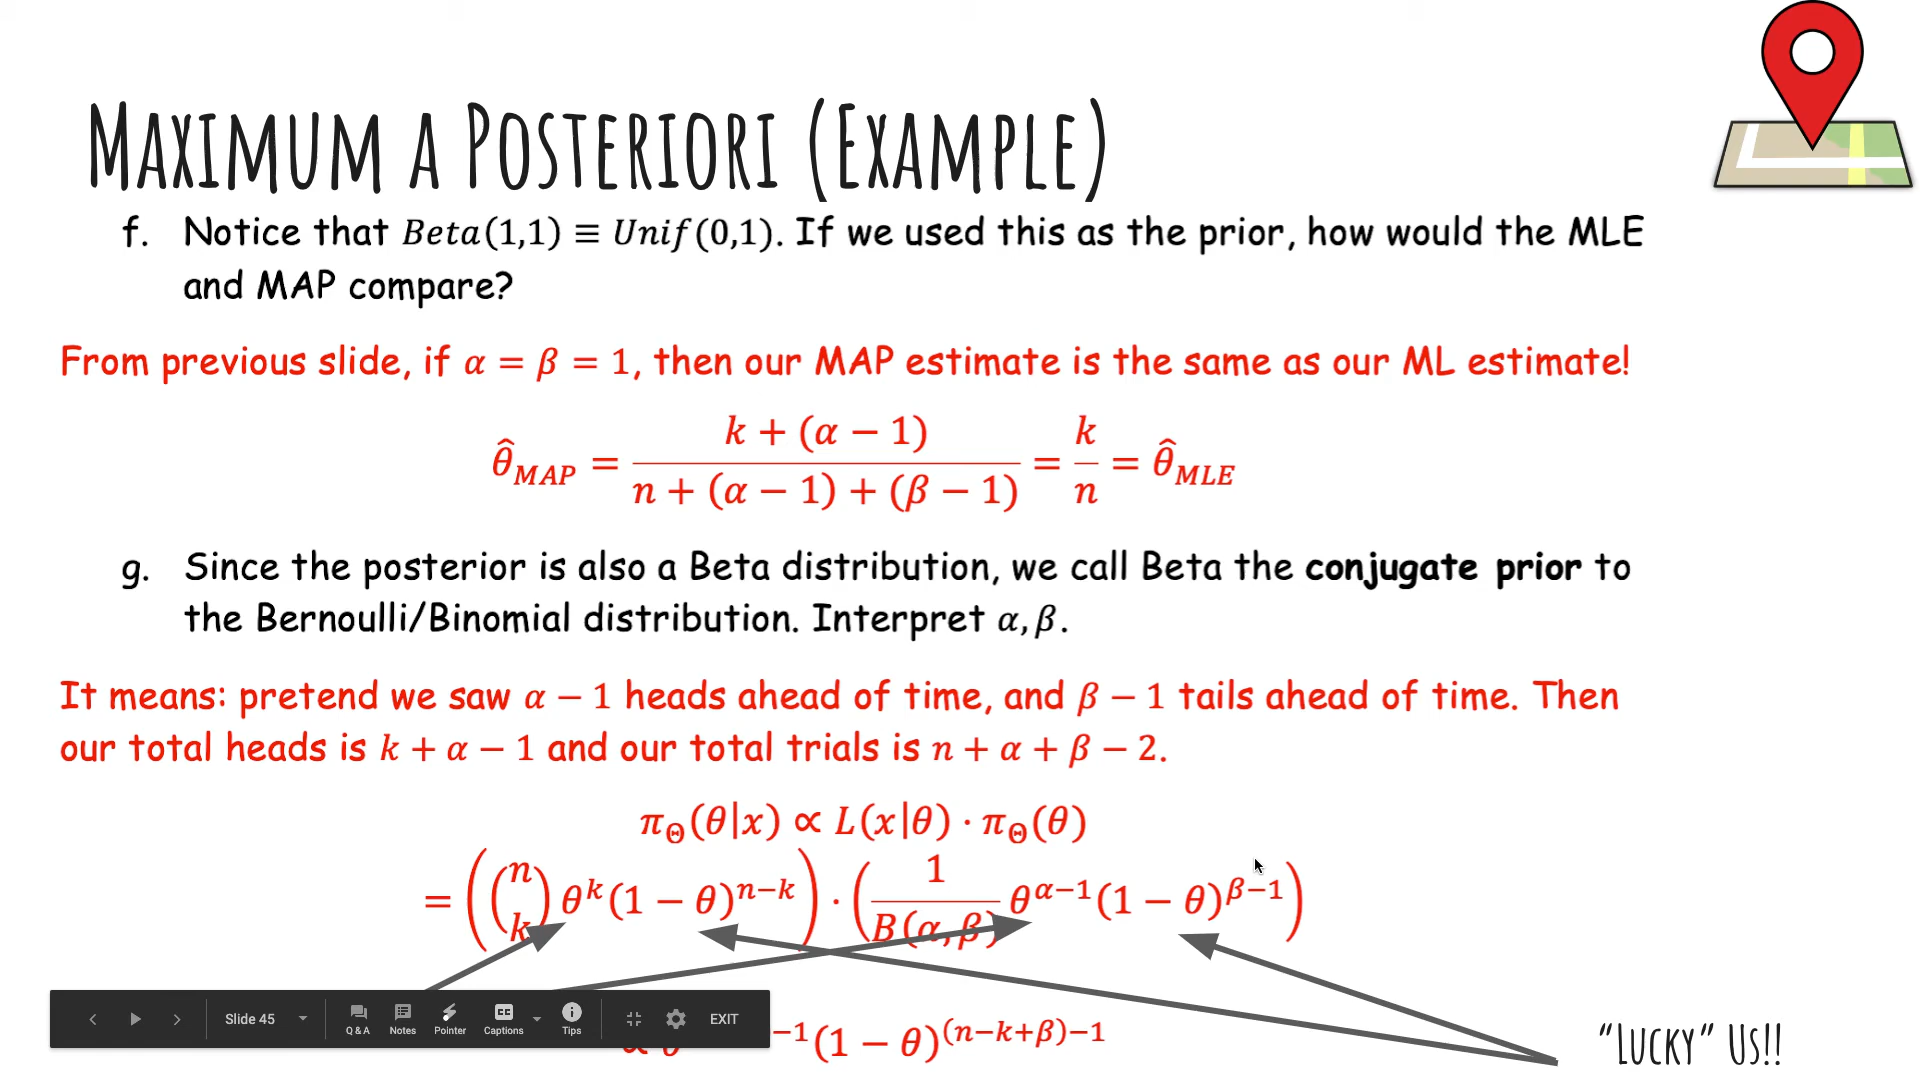 MAXIMUM A POSTERIORI (EXAMPLE)
f. Notice that Beta(1,1) ≡ Unif(0,1). If we used this as the prior, how would the MLE
and MAP compare?
From previous slide, if α = β = 1, then our MAP estimate is the same as our ML estimate!
θ̂_MAP = (k + (α − 1)) / (n + (α − 1) + (β − 1)) = k/n = θ̂_MLE
g. Since the posterior is also a Beta distribution, we call Beta the conjugate prior to
the Bernoulli/Binomial distribution. Interpret α, β.
It means: pretend we saw α − 1 heads ahead of time, and β − 1 tails ahead of time. Then
our total heads is k + α − 1 and our total trials is n + α + β − 2.
π_Θ(θ|x) ∝ L(x|θ) · π_Θ(θ)
= ((n k) θ^k (1 − θ)^(n−k)) · (1/B(α, β) θ^(α−1) (1 − θ)^(β−1))
−1 (1 − θ)^((n−k+β)−1)
"LUCKY" US!!
Slide 45
Q & A
Notes
Pointer
CC
Captions
Tips
EXIT